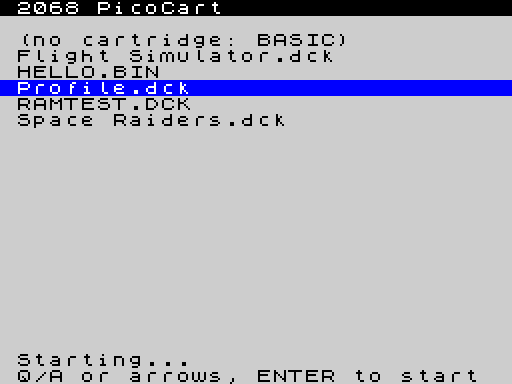 2068 PicoCart
(no cartridge: BASIC)
Flight Simulator.dck
HELLO.BIN
Profile.dck
RAMTEST.DCK
Space Raiders.dck
Starting...
Q/A or arrows, ENTER to start